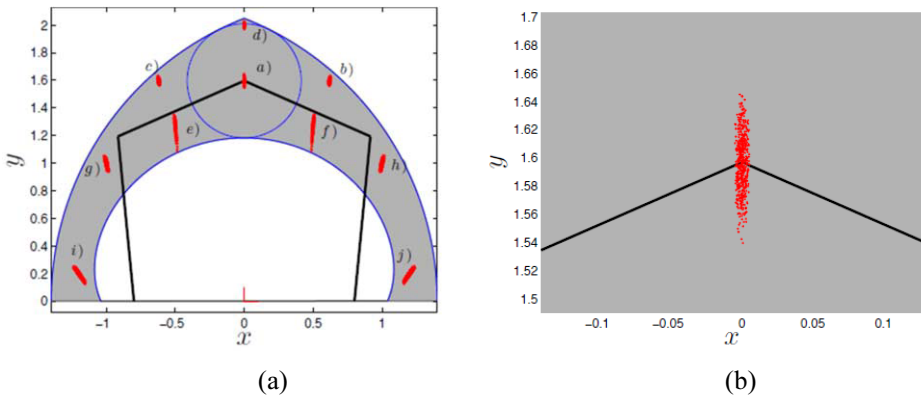 2
1.8
1.6
1.4
1.2
1
0.8
0.6
0.4
0.2
0
y
−1
−0.5
0
0.5
1
x
d)
c)
a)
b)
e)
f)
g)
h)
i)
j)
(a)
1.7
1.66
1.64
1.62
1.6
1.58
1.56
1.54
1.52
1.5
y
−0.1
−0.05
0
0.05
0.1
x
(b)